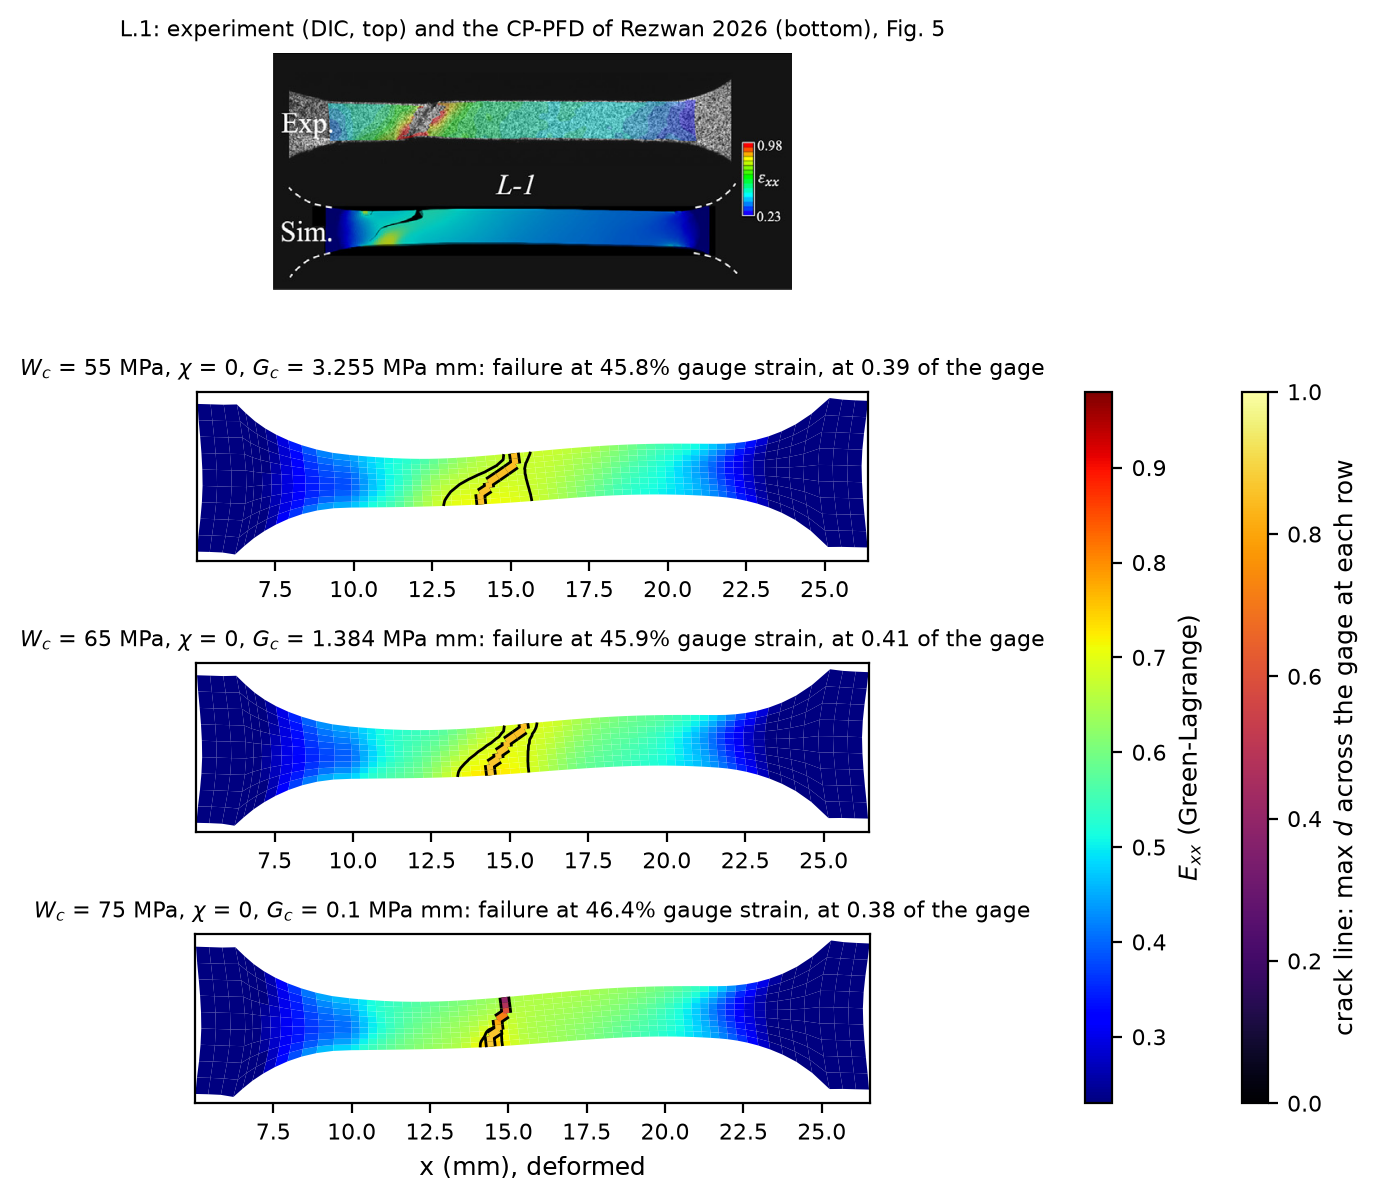 L.1: experiment (DIC, top) and the CP-PFD of Rezwan 2026 (bottom), Fig. 5
Exp.
0.98
εxx
0.23
L-1
Sim.
Wc = 55 MPa, χ = 0, Gc = 3.255 MPa mm: failure at 45.8% gauge strain, at 0.39 of the gage
7.5 10.0 12.5 15.0 17.5 20.0 22.5 25.0
Wc = 65 MPa, χ = 0, Gc = 1.384 MPa mm: failure at 45.9% gauge strain, at 0.41 of the gage
7.5 10.0 12.5 15.0 17.5 20.0 22.5 25.0
Wc = 75 MPa, χ = 0, Gc = 0.1 MPa mm: failure at 46.4% gauge strain, at 0.38 of the gage
7.5 10.0 12.5 15.0 17.5 20.0 22.5 25.0
x (mm), deformed
0.9
0.8
0.7
0.6
0.5
0.4
0.3
Exx (Green-Lagrange)
1.0
0.8
0.6
0.4
0.2
0.0
crack line: max d across the gage at each row